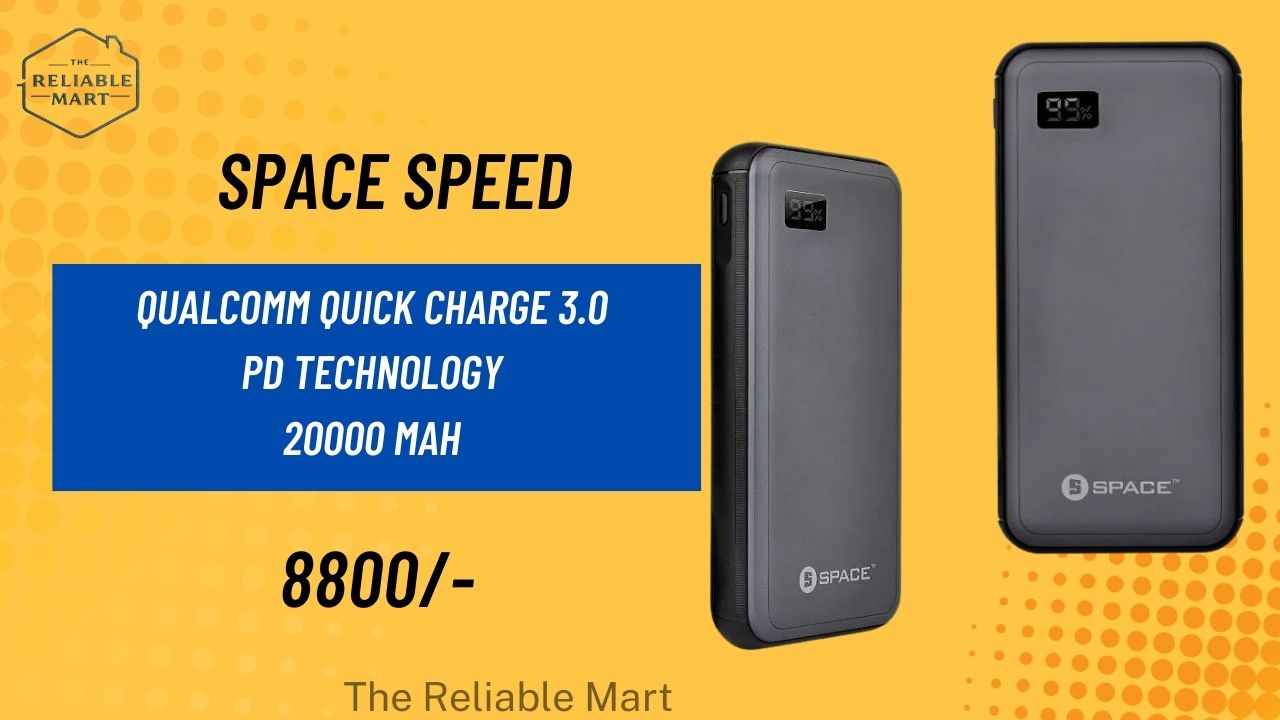 THE
RELIABLE
MART
SPACE SPEED
QUALCOMM QUICK CHARGE 3.0
PD TECHNOLOGY
20000 MAH
8800/-
The Reliable Mart
99%
S SPACE™
99%
S SPACE™